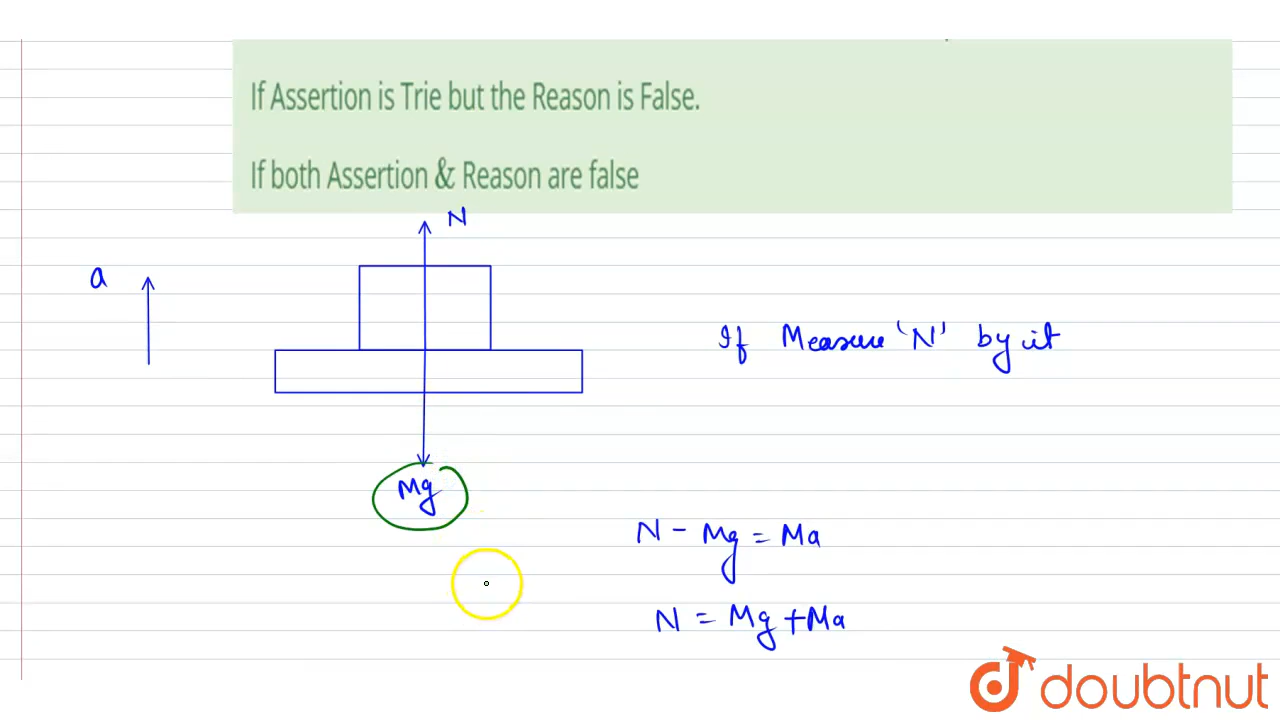 If Assertion is Trie but the Reason is False.
If both Assertion & Reason are false
N
a
If Measure 'N' by it
Mg
N - Mg = Ma
N = Mg + Ma
doubtnut